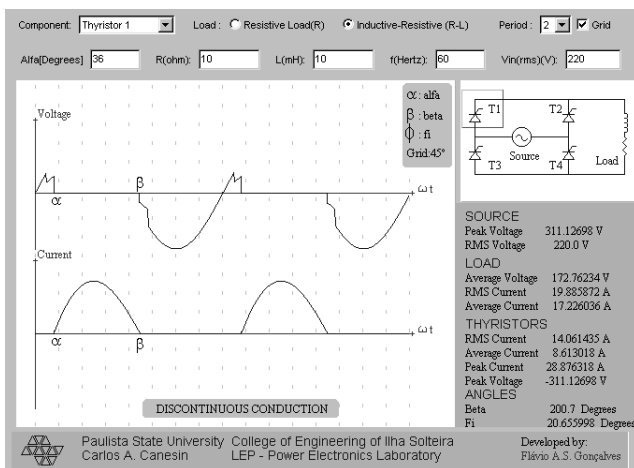 Component: Thyristor 1 Load : Resistive Load(R) Inductive-Resistive (R-L) Period : 2 Grid
Alfa[Degrees] 36 R(ohm): 10 L(mH): 10 f(Hertz): 60 Vin(rms)(V): 220
α : alfa
β : beta
ϕ : fi
Grid:45°
Voltage
α
β
ωt
Current
α
β
ωt
DISCONTINUOUS CONDUCTION
T1 T2
Source
Load
T3 T4
SOURCE
Peak Voltage 311.12698 V
RMS Voltage 220.0 V
LOAD
Average Voltage 172.76234 V
RMS Current 19.885872 A
Average Current 17.226036 A
THYRISTORS
RMS Current 14.061435 A
Average Current 8.613018 A
Peak Current 28.876318 A
Peak Voltage -311.12698 V
ANGLES
Beta 200.7 Degrees
Fi 20.655998 Degrees
Paulista State University College of Engineering of Ilha Solteira
Carlos A. Canesin LEP - Power Electronics Laboratory
Developed by:
Flávio A.S. Gonçalves